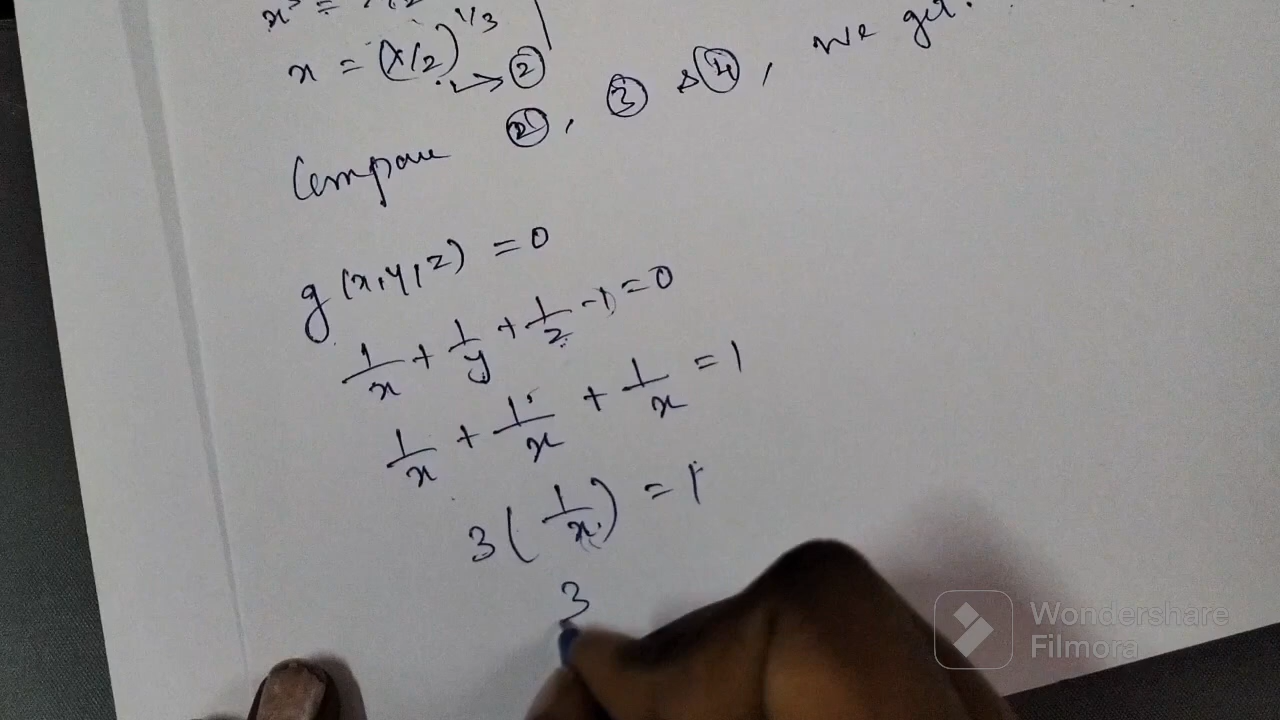 x = (λ/2)^{1/3} → ②
Compare ②, ③ & ④, we get.
g(x,y,z) = 0
1/x + 1/y + 1/z - 1 = 0
1/x + 1/x + 1/x = 1
3(1/x) = 1
3
Wondershare
Filmora